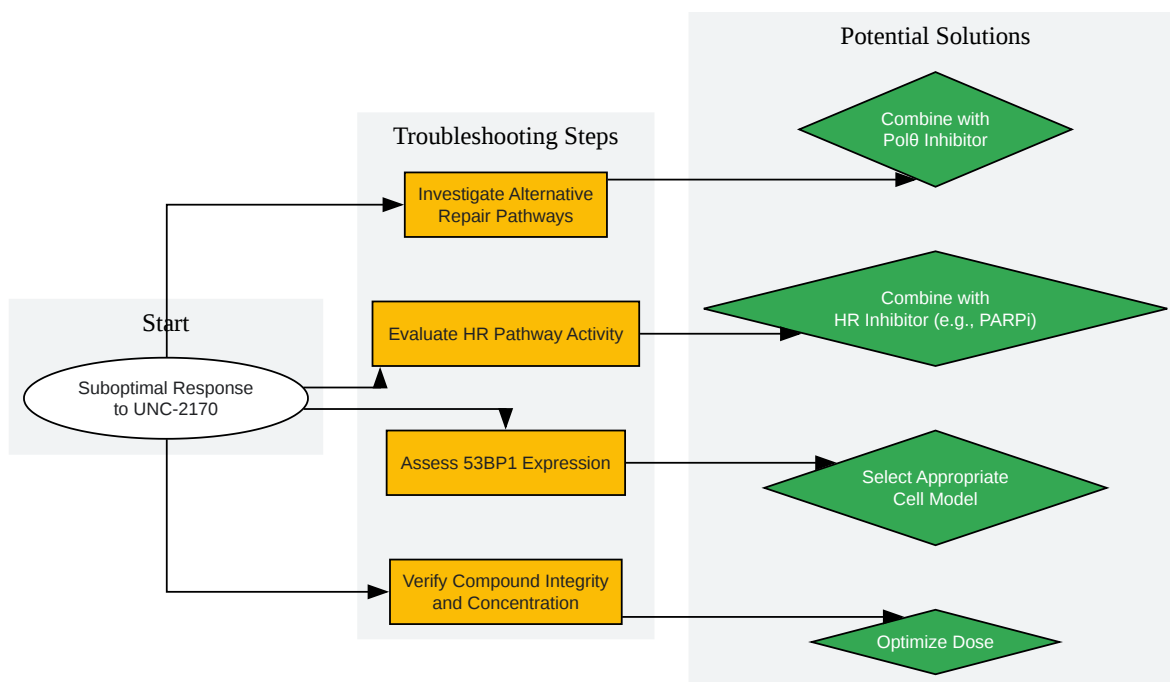 Start
Suboptimal Response
to UNC-2170
Troubleshooting Steps
Investigate Alternative
Repair Pathways
Evaluate HR Pathway Activity
Assess 53BP1 Expression
Verify Compound Integrity
and Concentration
Potential Solutions
Combine with
Polθ Inhibitor
Combine with
HR Inhibitor (e.g., PARPi)
Select Appropriate
Cell Model
Optimize Dose